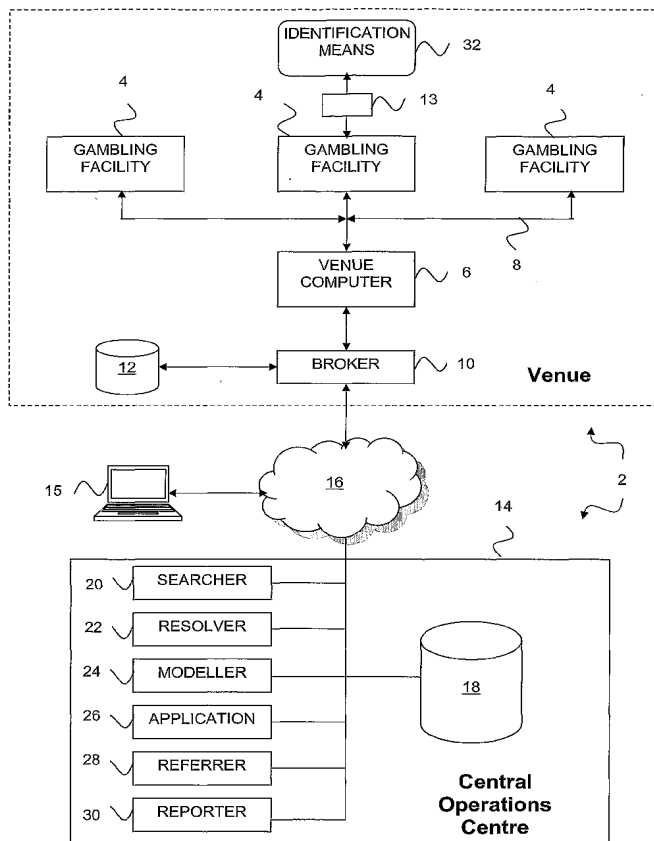 IDENTIFICATION
MEANS
32
13
4
4
4
GAMBLING
FACILITY
GAMBLING
FACILITY
GAMBLING
FACILITY
8
VENUE
COMPUTER
6
12
BROKER
10
Venue
15
16
2
14
20
SEARCHER
22
RESOLVER
24
MODELLER
18
26
APPLICATION
28
REFERRER
30
REPORTER
Central
Operations
Centre